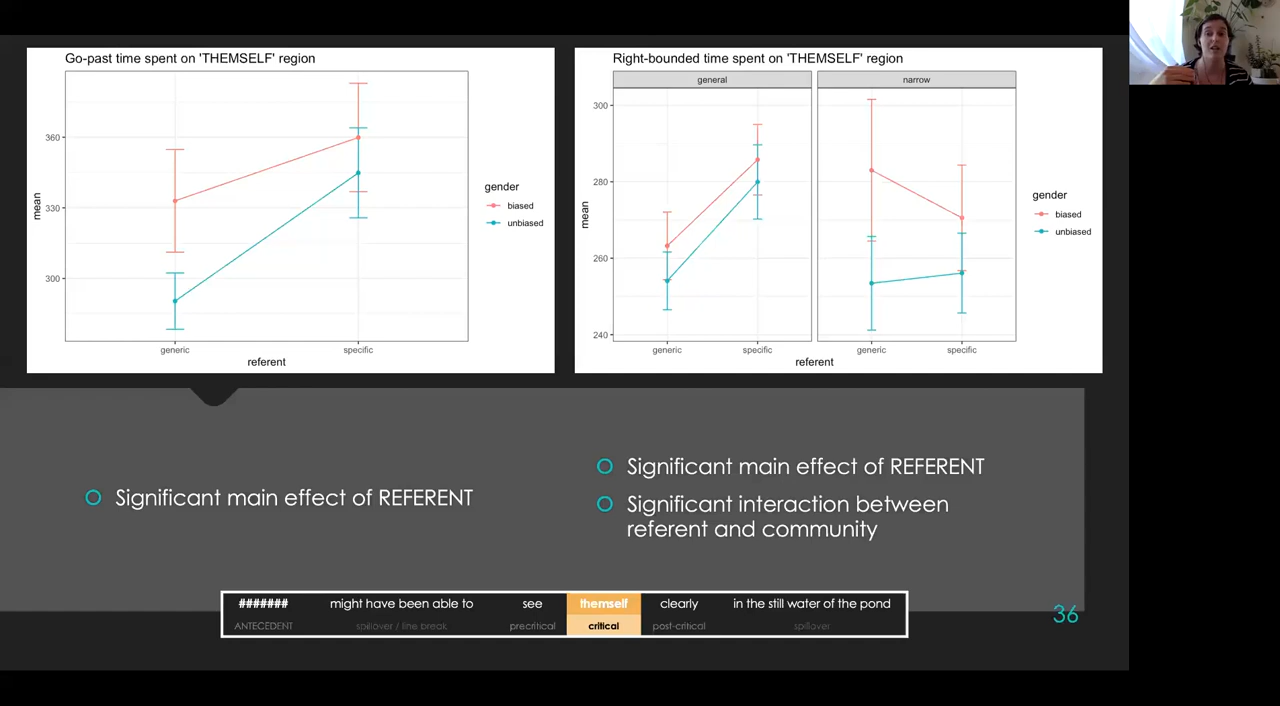 Go-past time spent on 'THEMSELF' region
360
330
300
mean
generic
specific
referent
gender
biased
unbiased
Right-bounded time spent on 'THEMSELF' region
general
narrow
300
280
260
240
mean
generic
specific
generic
specific
referent
gender
biased
unbiased
Significant main effect of REFERENT
Significant main effect of REFERENT
Significant interaction between
referent and community
####### might have been able to see themself clearly in the still water of the pond
ANTECEDENT spillover / line break precritical critical post-critical spillover
36